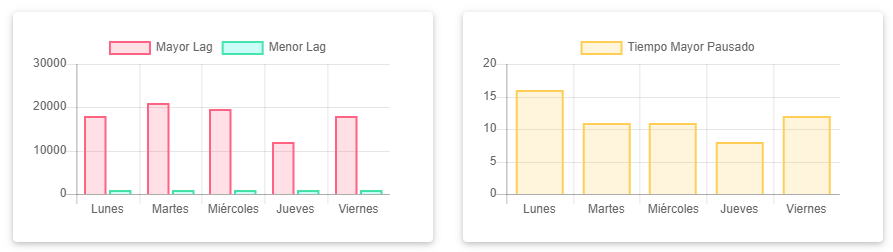 Mayor Lag Menor Lag
30000
20000
10000
0
Lunes Martes Miércoles Jueves Viernes
Tiempo Mayor Pausado
20
15
10
5
0
Lunes Martes Miércoles Jueves Viernes